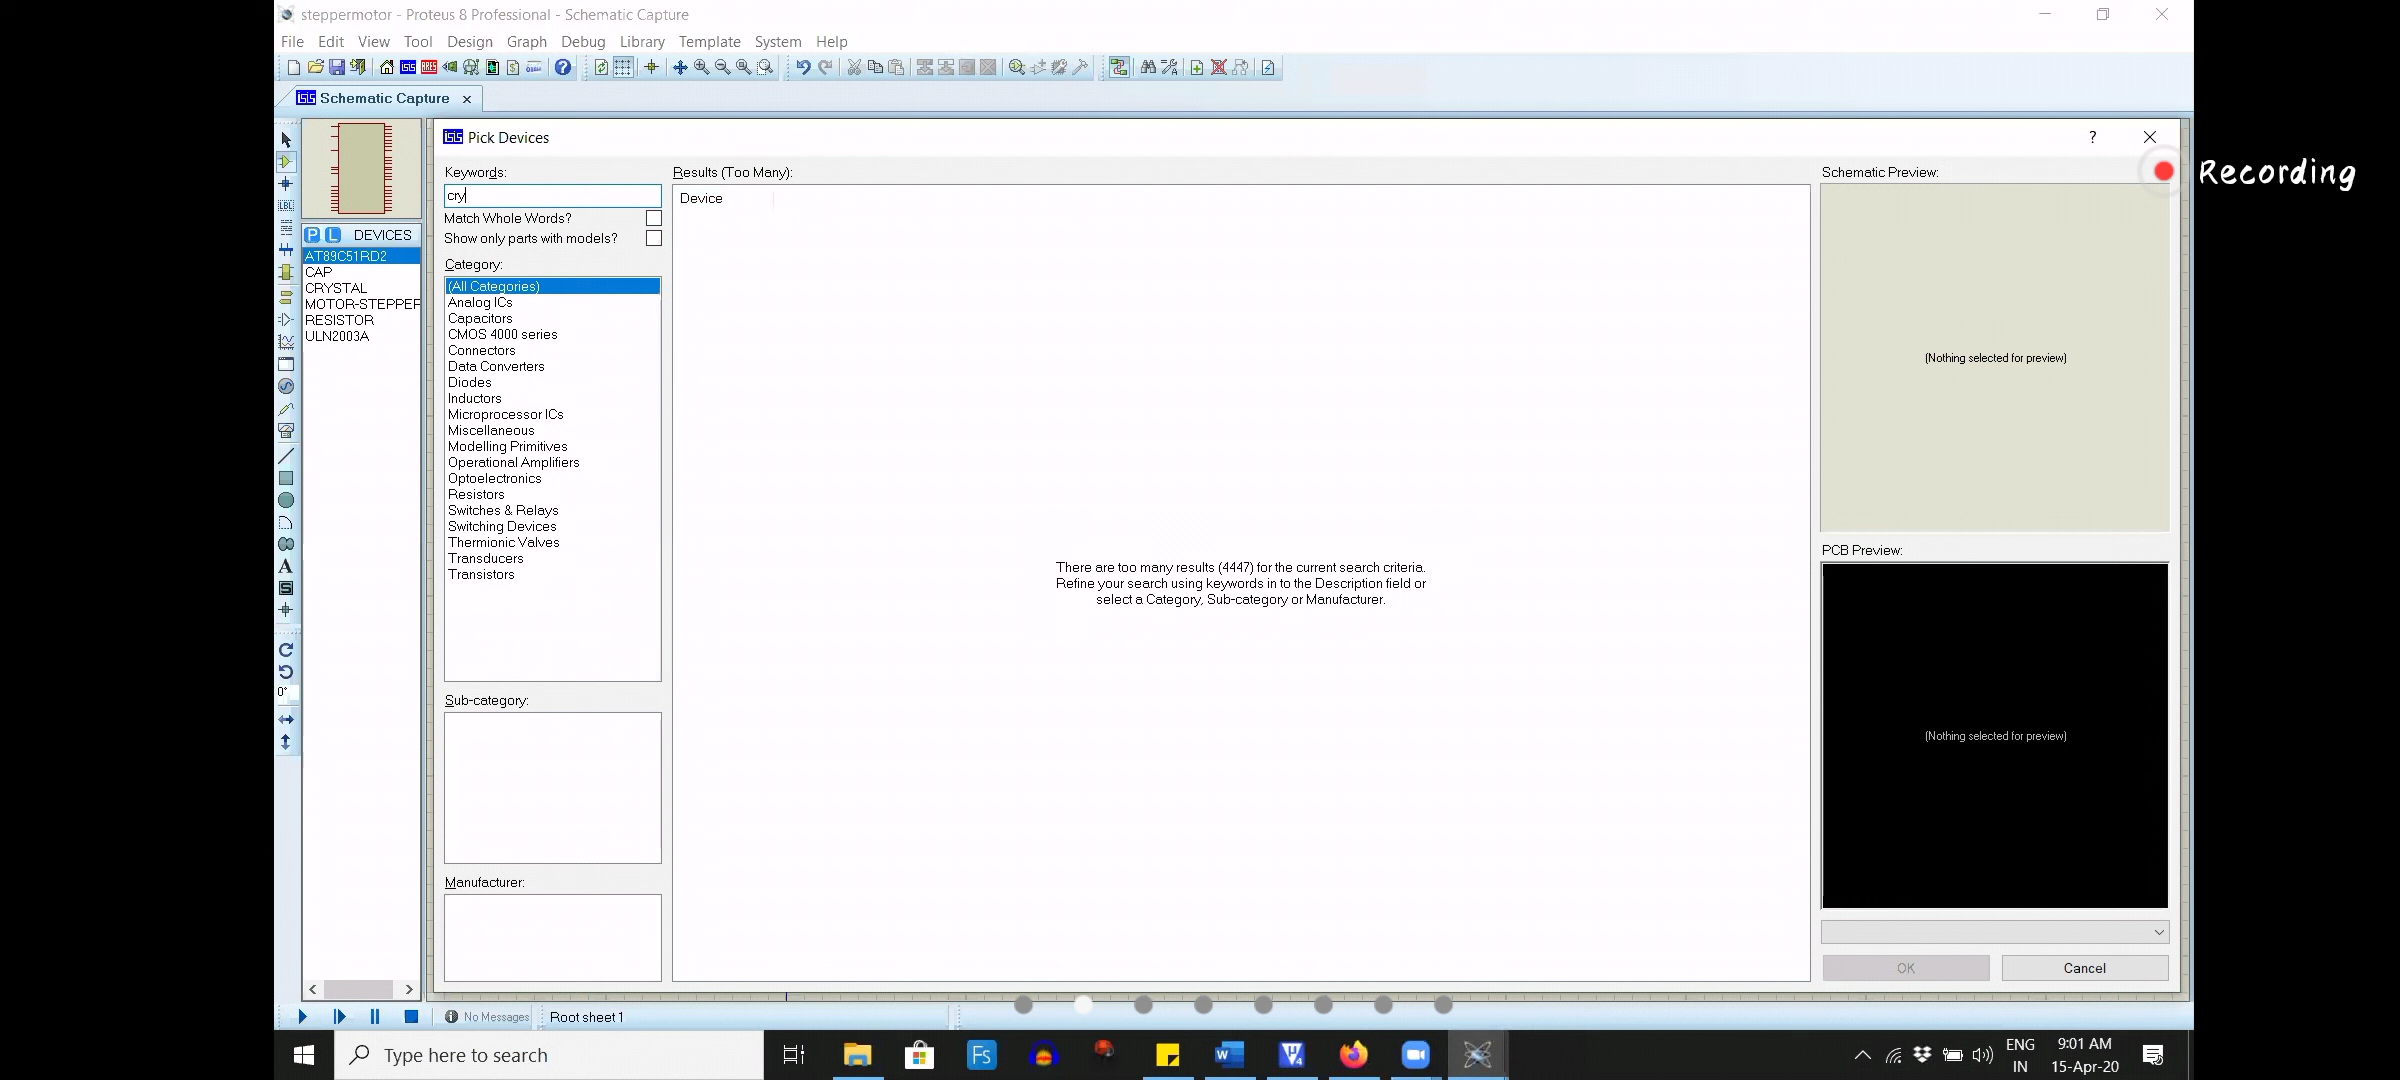 steppermotor - Proteus 8 Professional - Schematic Capture
File Edit View Tool Design Graph Debug Library Template System Help
Schematic Capture
Pick Devices
Recording
Keywords:
cry
Match Whole Words?
Show only parts with models?
Category:
(All Categories)
Analog ICs
Capacitors
CMOS 4000 series
Connectors
Data Converters
Diodes
Inductors
Microprocessor ICs
Miscellaneous
Modelling Primitives
Operational Amplifiers
Optoelectronics
Resistors
Switches & Relays
Switching Devices
Thermionic Valves
Transducers
Transistors
Sub-category:
Manufacturer:
Results (Too Many):
Device
There are too many results (4447) for the current search criteria.
Refine your search using keywords in to the Description field or
select a Category, Sub-category or Manufacturer.
Schematic Preview:
(Nothing selected for preview)
PCB Preview:
(Nothing selected for preview)
OK Cancel
P L DEVICES
AT89C51RD2
CAP
CRYSTAL
MOTOR-STEPPER
RESISTOR
ULN2003A
LBL
A
S
0°
No Messages
Root sheet 1
Type here to search
Fs
W
ENG
IN
9:01 AM
15-Apr-20